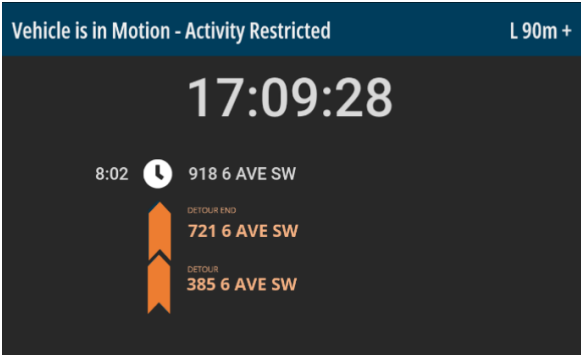 Vehicle is in Motion - Activity Restricted L 90m +
17:09:28
8:02 918 6 AVE SW
DETOUR END
721 6 AVE SW
DETOUR
385 6 AVE SW